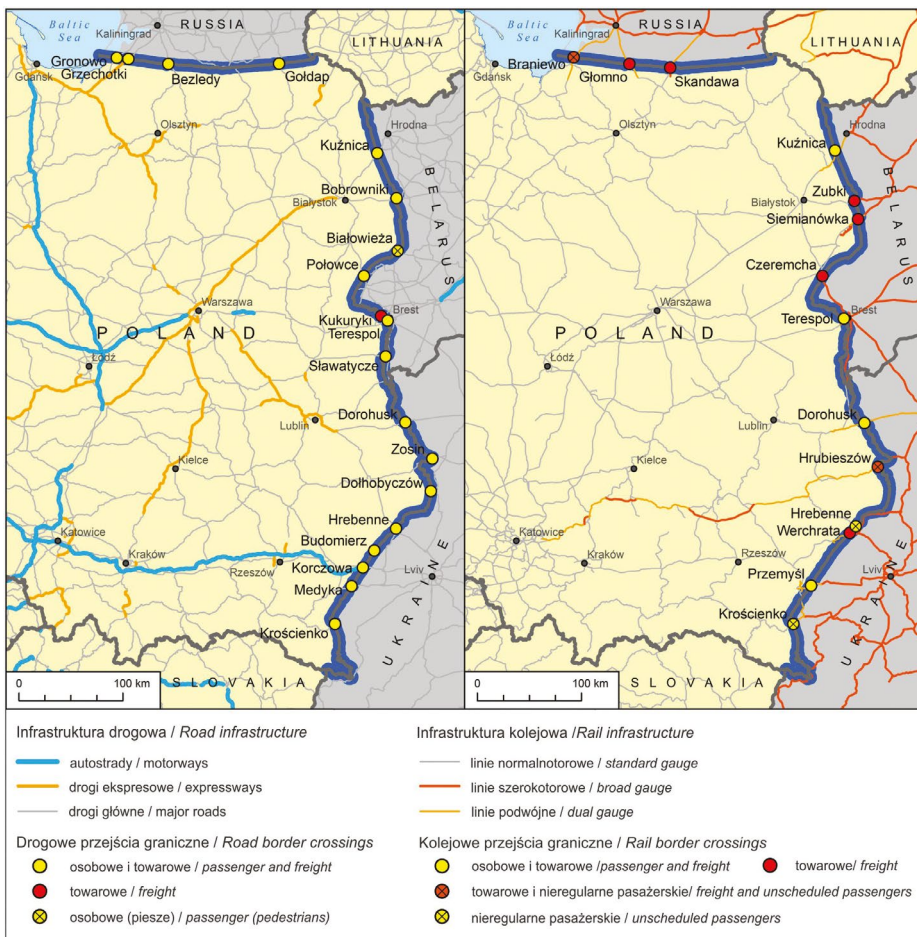 Baltic
Sea
Kaliningrad
RUSSIA
LITHUANIA
Gronowo
Grzechotki
Gdańsk
Bezledy
Gołdap
Olsztyn
Hrodna
Kuźnica
Bobrowniki
Białystok
BELARUS
Białowieża
Połowce
Warszawa
POLAND
Brest
Kukuryki
Terespol
Łódź
Sławatycze
Dorohusk
Lublin
Zosin
Kielce
Dołhobyczów
Hrebenne
Katowice
Budomierz
Kraków
Rzeszów
Korczowa
Lviv
Medyka
UKRAINE
Krościenko
SLOVAKIA
0 100 km
Baltic
Sea
Kaliningrad
RUSSIA
LITHUANIA
Braniewo
Gdańsk
Głomno
Skandawa
Olsztyn
Hrodna
Kuźnica
Zubki
Białystok
BELARUS
Siemianówka
Czeremcha
Warszawa
POLAND
Brest
Terespol
Łódź
Dorohusk
Lublin
Hrubieszów
Kielce
Hrebenne
Werchrata
Katowice
Kraków
Rzeszów
Przemyśl
Lviv
UKRAINE
Krościenko
SLOVAKIA
0 100 km
Infrastruktura drogowa / Road infrastructure
autostrady / motorways
drogi ekspresowe / expressways
drogi główne / major roads
Drogowe przejścia graniczne / Road border crossings
osobowe i towarowe / passenger and freight
towarowe / freight
osobowe (piesze) / passenger (pedestrians)
Infrastruktura kolejowa /Rail infrastructure
linie normalnotorowe / standard gauge
linie szerokotorowe / broad gauge
linie podwójne / dual gauge
Kolejowe przejścia graniczne / Rail border crossings
osobowe i towarowe /passenger and freight
towarowe/ freight
towarowe i nieregularne pasażerskie/ freight and unscheduled passengers
nieregularne pasażerskie / unscheduled passengers